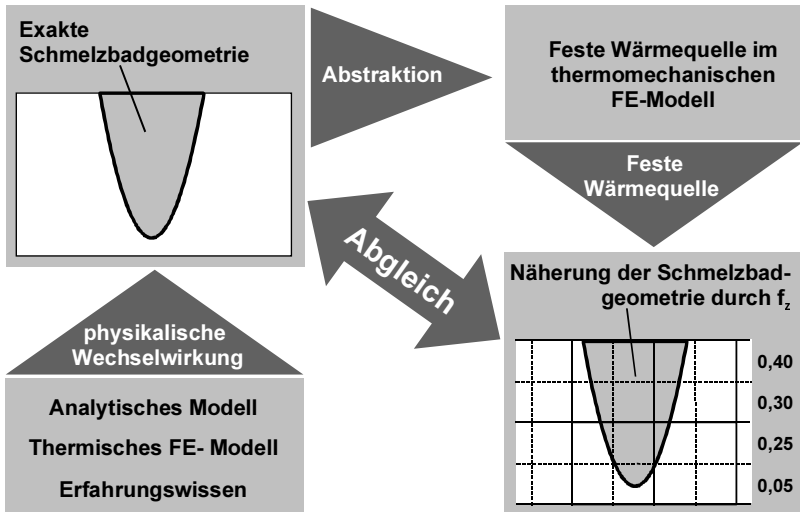 Exakte
Schmelzbadgeometrie
Abstraktion
Feste Wärmequelle im
thermomechanischen
FE-Modell
Feste
Wärmequelle
Abgleich
Näherung der Schmelzbad-
geometrie durch f_z
0,40
0,30
0,25
0,05
physikalische
Wechselwirkung
Analytisches Modell
Thermisches FE- Modell
Erfahrungswissen